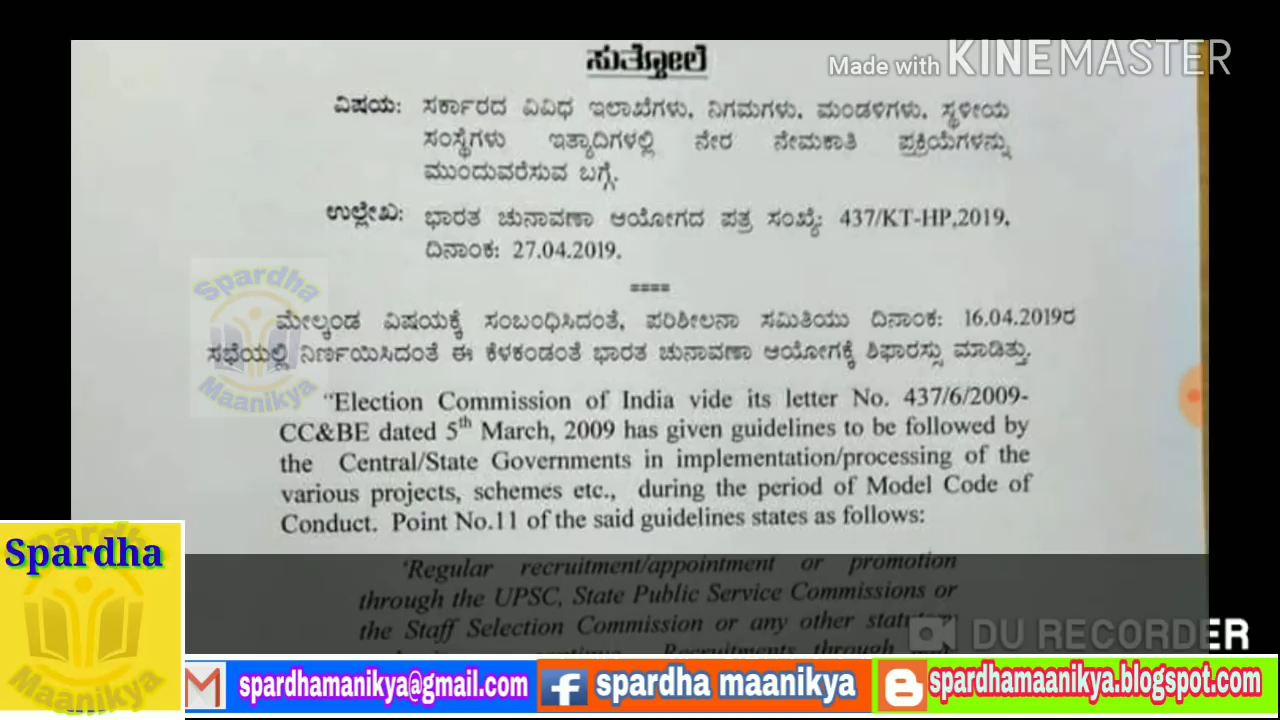 ಸುತ್ತೋಲೆ
Made with KINEMASTER
ವಿಷಯ: ಸರ್ಕಾರದ ವಿವಿಧ ಇಲಾಖೆಗಳು, ನಿಗಮಗಳು, ಮಂಡಳಿಗಳು, ಸ್ಥಳೀಯ
ಸಂಸ್ಥೆಗಳು ಇತ್ಯಾದಿಗಳಲ್ಲಿ ನೇರ ನೇಮಕಾತಿ ಪ್ರಕ್ರಿಯೆಗಳನ್ನು
ಮುಂದುವರೆಸುವ ಬಗ್ಗೆ.
ಉಲ್ಲೇಖ: ಭಾರತ ಚುನಾವಣಾ ಆಯೋಗದ ಪತ್ರ ಸಂಖ್ಯೆ: 437/KT-HP,2019,
ದಿನಾಂಕ: 27.04.2019.
====
ಮೇಲ್ಕಂಡ ವಿಷಯಕ್ಕೆ ಸಂಬಂಧಿಸಿದಂತೆ, ಪರಿಶೀಲನಾ ಸಮಿತಿಯು ದಿನಾಂಕ: 16.04.2019ರ
ಸಭೆಯಲ್ಲಿ ನಿರ್ಣಯಿಸಿದಂತೆ ಈ ಕೆಳಕಂಡಂತೆ ಭಾರತ ಚುನಾವಣಾ ಆಯೋಗಕ್ಕೆ ಶಿಫಾರಸ್ಸು ಮಾಡಿತ್ತು.
Spardha
Maanikya
"Election Commission of India vide its letter No. 437/6/2009-
CC&BE dated 5th March, 2009 has given guidelines to be followed by
the Central/State Governments in implementation/processing of the
various projects, schemes etc., during the period of Model Code of
Conduct. Point No.11 of the said guidelines states as follows:
'Regular recruitment/appointment or promotion
through the UPSC, State Public Service Commissions or
the Staff Selection Commission or any other statutory
Recruitments through
DU RECORDER
Spardha
Maanikya
spardhamanikya@gmail.com
spardha maanikya
spardhamaanikya.blogspot.com